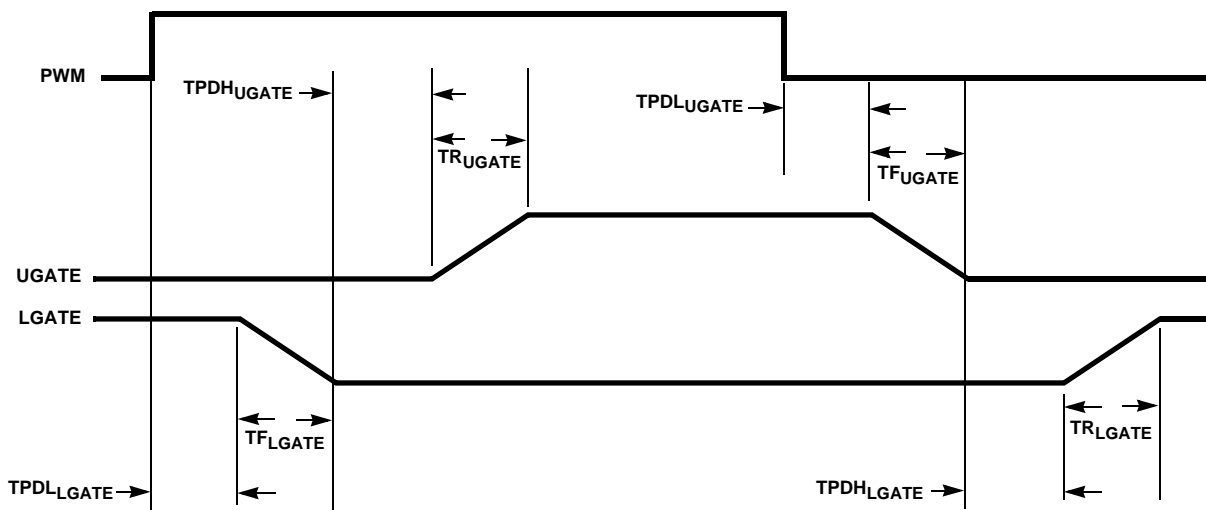 PWM
TPDHUGATE
TPDLUGATE
TRUGATE
TFUGATE
UGATE
LGATE
TFLGATE
TRLGATE
TPDLLGATE
TPDHLGATE